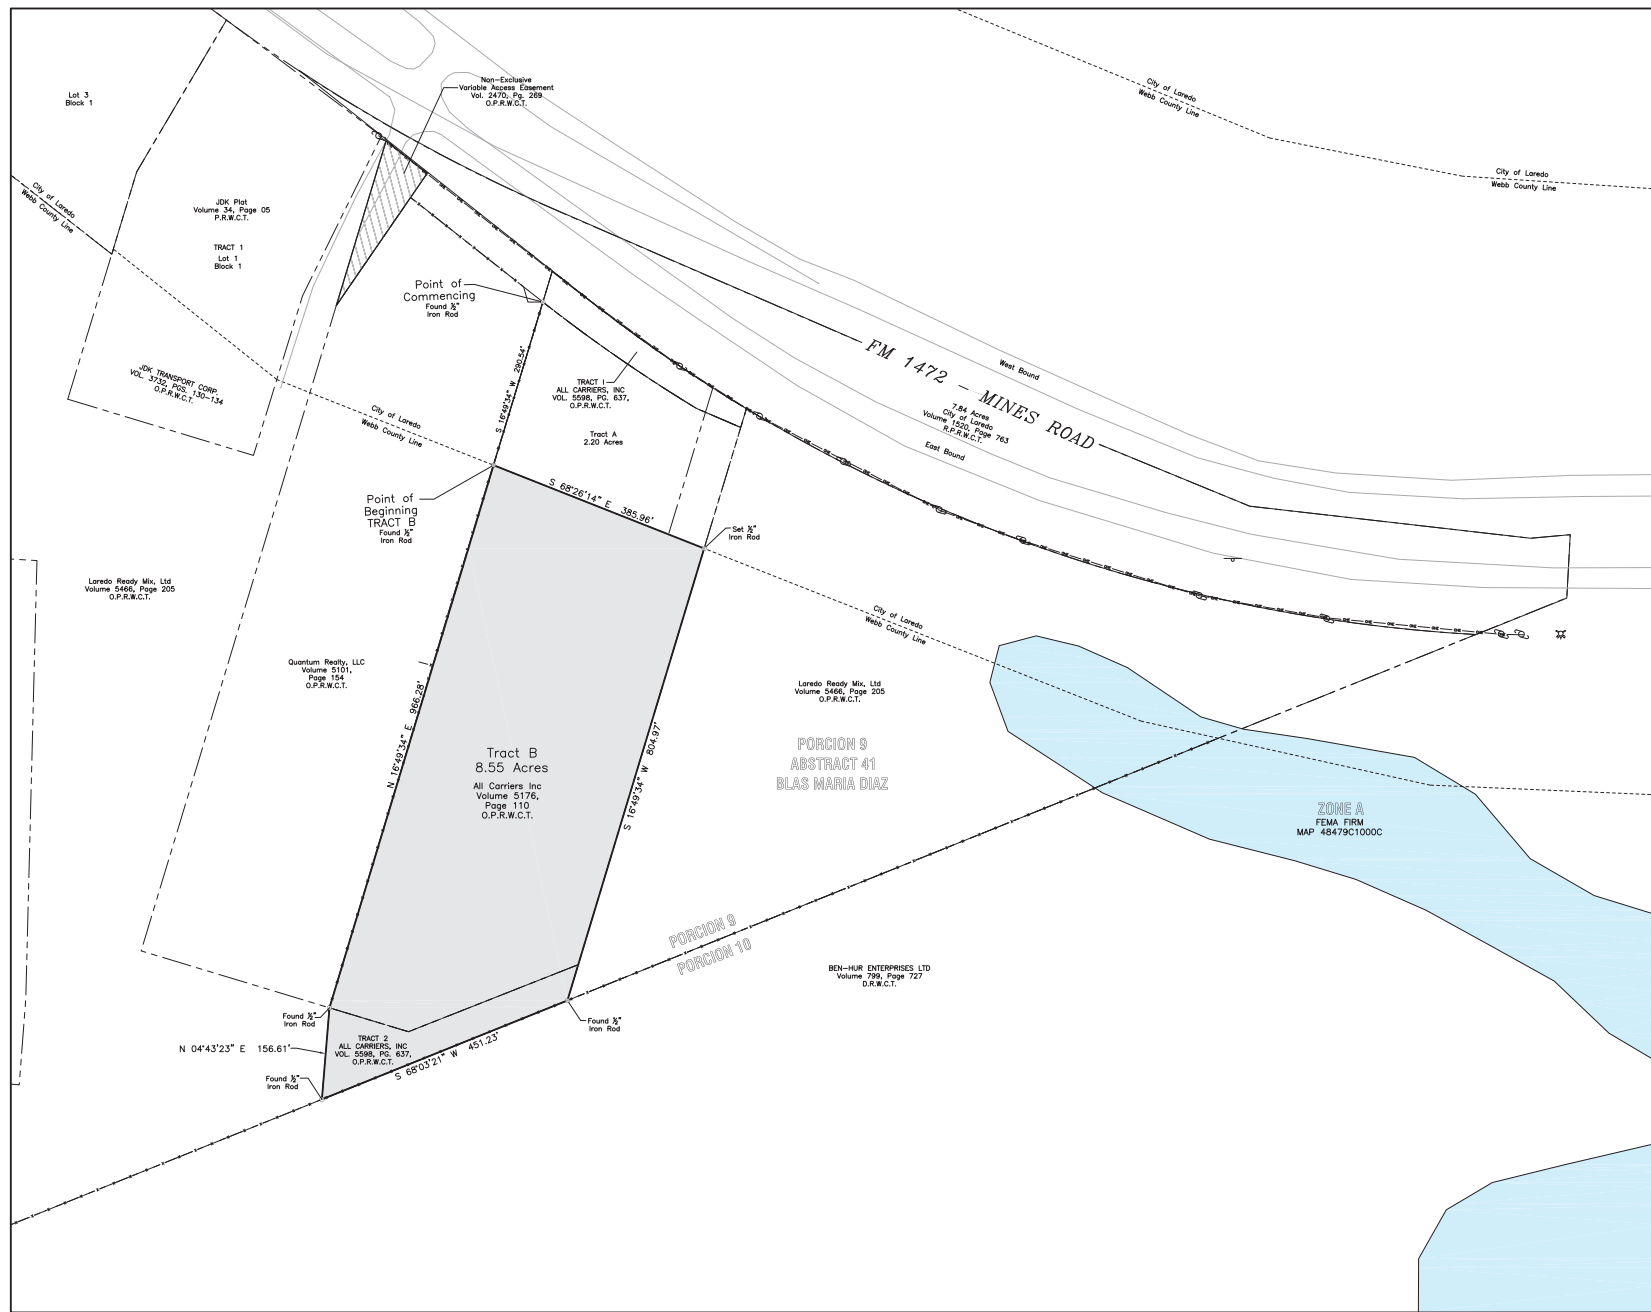 Lot 3
Block 1
Non-Exclusive
Variable Access Easement
Vol. 2470, Pg. 269
O.P.R.W.C.T.
City of Laredo
Webb County Line
City of Laredo
Webb County Line
City of Laredo
Webb County Line
JDK Plat
Volume 34, Page 05
P.R.W.C.T.
TRACT 1
Lot 1
Block 1
Point of
Commencing
Found ½"
Iron Rod
JDK TRANSPORT CORP.
VOL. 3732, PGS. 130-134
O.P.R.W.C.T.
S 16°49'34" W 290.54'
TRACT I
ALL CARRIERS, INC
VOL. 5598, PG. 637,
O.P.R.W.C.T.
Tract A
2.20 Acres
FM 1472 - MINES ROAD
West Bound
7.84 Acres
City of Laredo
Volume 1520, Page 763
R.P.R.W.C.T.
East Bound
City of Laredo
Webb County Line
Point of
Beginning
TRACT B
Found ½"
Iron Rod
S 68°26'14" E 385.96'
Set ½"
Iron Rod
Laredo Ready Mix, Ltd
Volume 5466, Page 205
O.P.R.W.C.T.
City of Laredo
Webb County Line
Quantum Realty, LLC
Volume 5101,
Page 154
O.P.R.W.C.T.
N 16°49'34" E 966.28'
Laredo Ready Mix, Ltd
Volume 5466, Page 205
O.P.R.W.C.T.
Tract B
8.55 Acres
All Carriers Inc
Volume 5176,
Page 110
O.P.R.W.C.T.
S 16°49'34" W 804.97'
PORCION 9
ABSTRACT 41
BLAS MARIA DIAZ
ZONE A
FEMA FIRM
MAP 48479C1000C
PORCION 9
PORCION 10
BEN-HUR ENTERPRISES LTD
Volume 799, Page 727
D.R.W.C.T.
Found ½"
Iron Rod
Found ½"
Iron Rod
N 04°43'23" E 156.61'
TRACT 2
ALL CARRIERS, INC
VOL. 5598, PG. 637,
O.P.R.W.C.T.
S 68°03'21" W 451.23'
Found ½"
Iron Rod